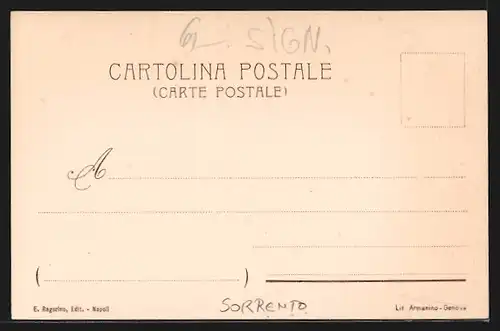 6 - SIGN.
CARTOLINA POSTALE
(CARTE POSTALE)
A
( )
E. Ragozino, Edit. - Napoli
SORRENTO
Lit Armanino - Genova